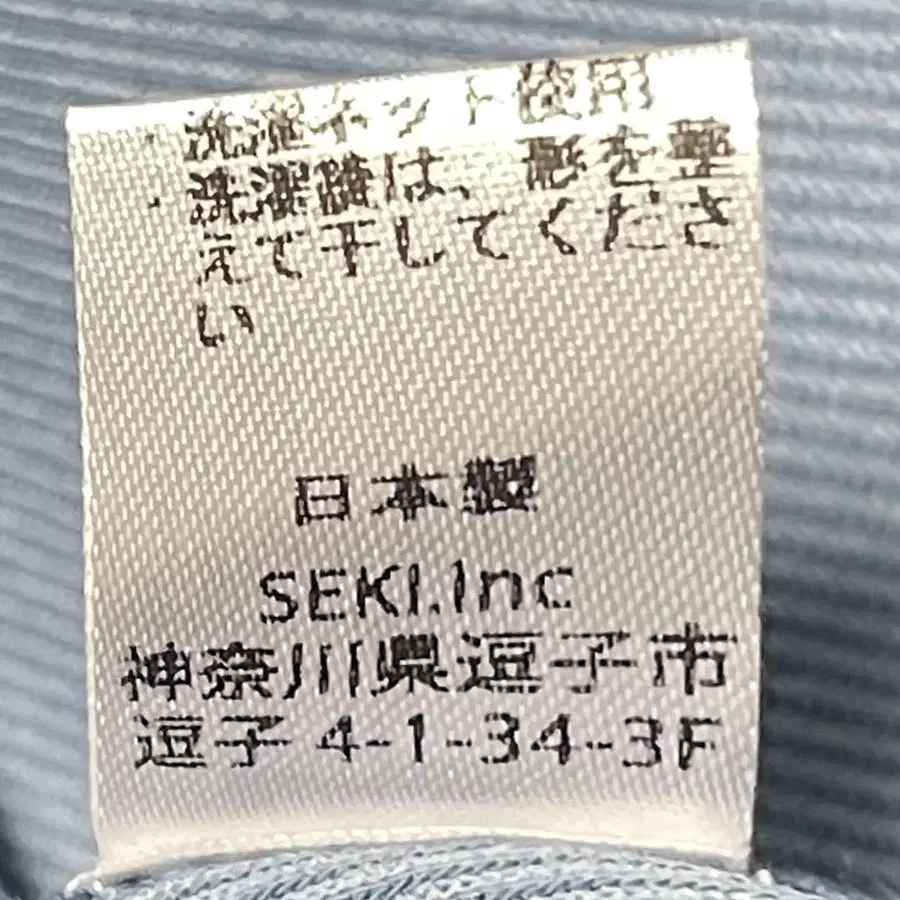 洗濯ネット使用
洗濯後は、形を整
えて干してくださ
い
日本製
SEKI.Inc
神奈川県逗子市
逗子4-1-34-3F